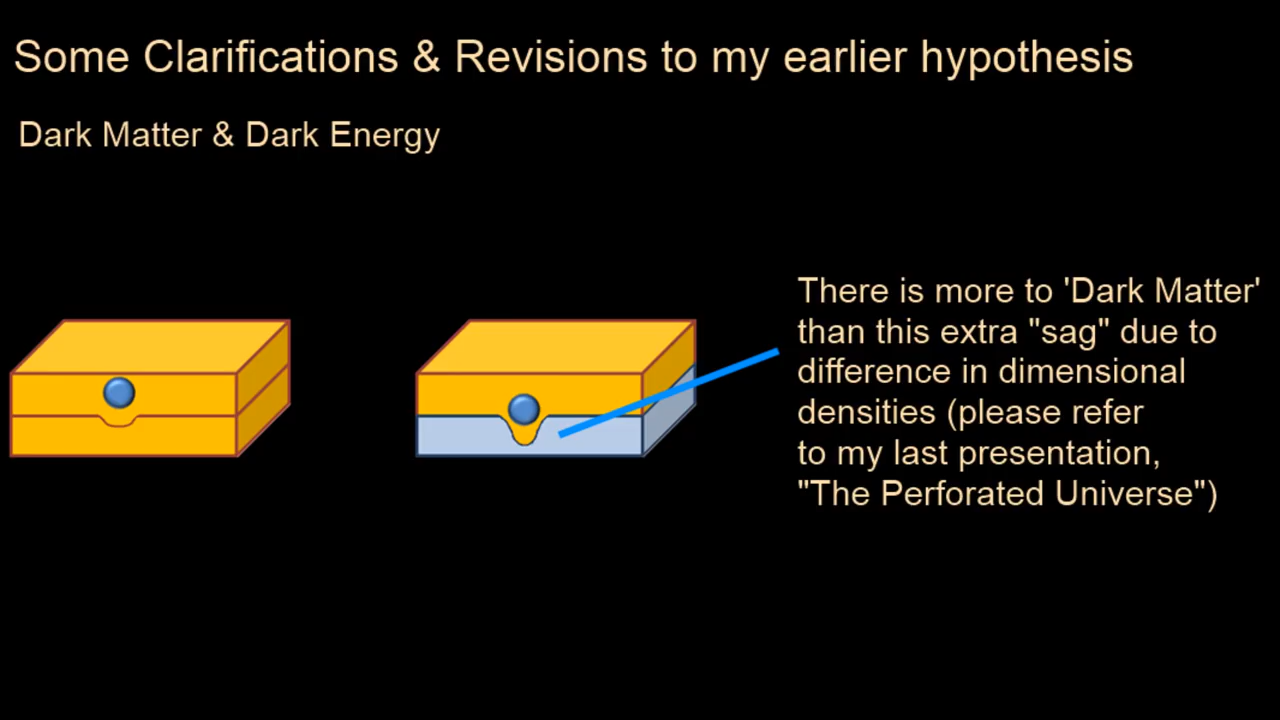 Some Clarifications & Revisions to my earlier hypothesis
Dark Matter & Dark Energy
There is more to 'Dark Matter'
than this extra "sag" due to
difference in dimensional
densities (please refer
to my last presentation,
"The Perforated Universe")